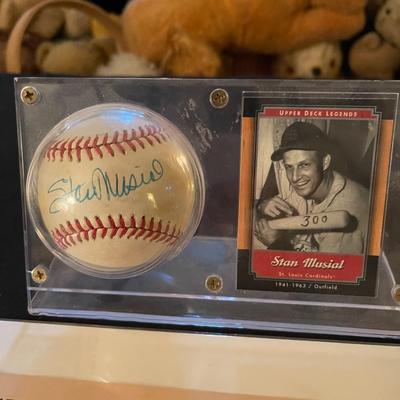 Stan Musial
UPPER DECK LEGENDS
300
Stan Musial
St. Louis Cardinals
1941-1963 / Outfield